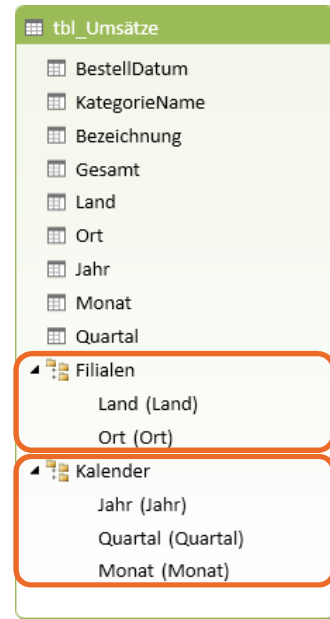 tbl_Umsätze
BestellDatum
KategorieName
Bezeichnung
Gesamt
Land
Ort
Jahr
Monat
Quartal
Filialen
Land (Land)
Ort (Ort)
Kalender
Jahr (Jahr)
Quartal (Quartal)
Monat (Monat)